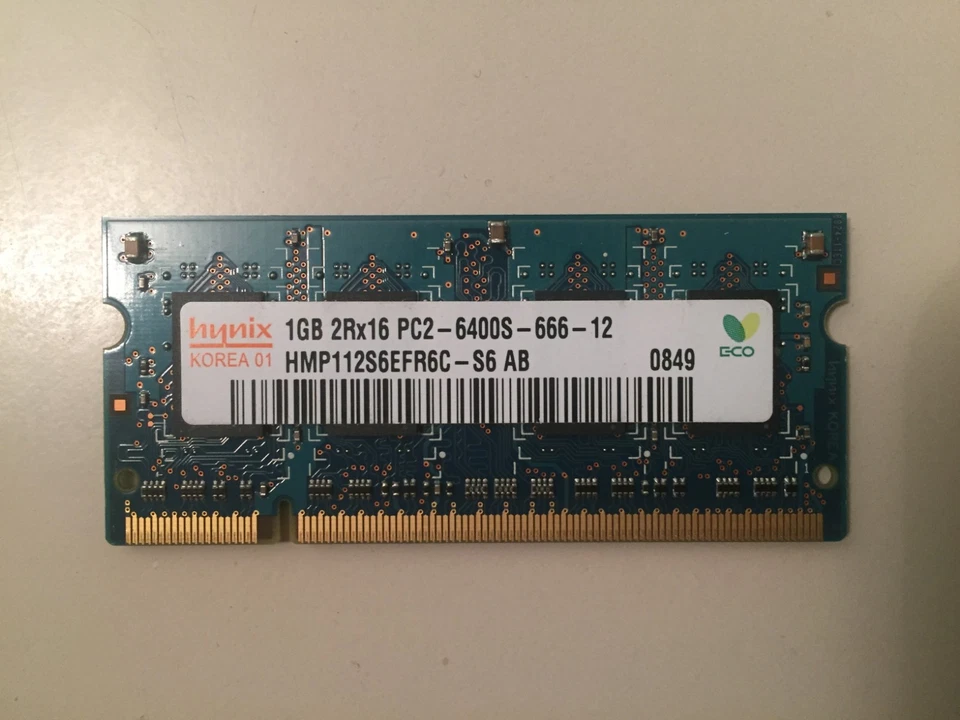 hynix
KOREA 01
1GB 2Rx16 PC2-6400S-666-12
HMP112S6EFR6C-S6 AB 0849
ECO